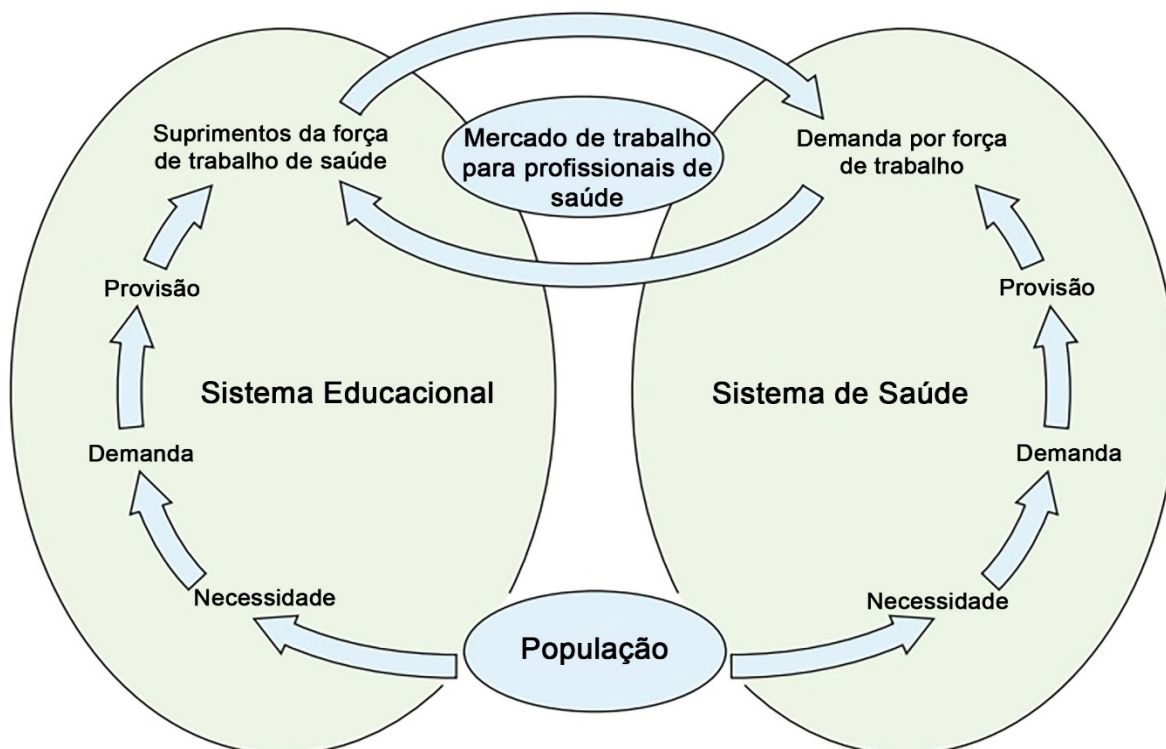 Suprimentos da força
de trabalho de saúde
Mercado de trabalho
para profissionais de
saúde
Demanda por força
de trabalho
Provisão
Provisão
Sistema Educacional
Sistema de Saúde
Demanda
Demanda
Necessidade
Necessidade
População